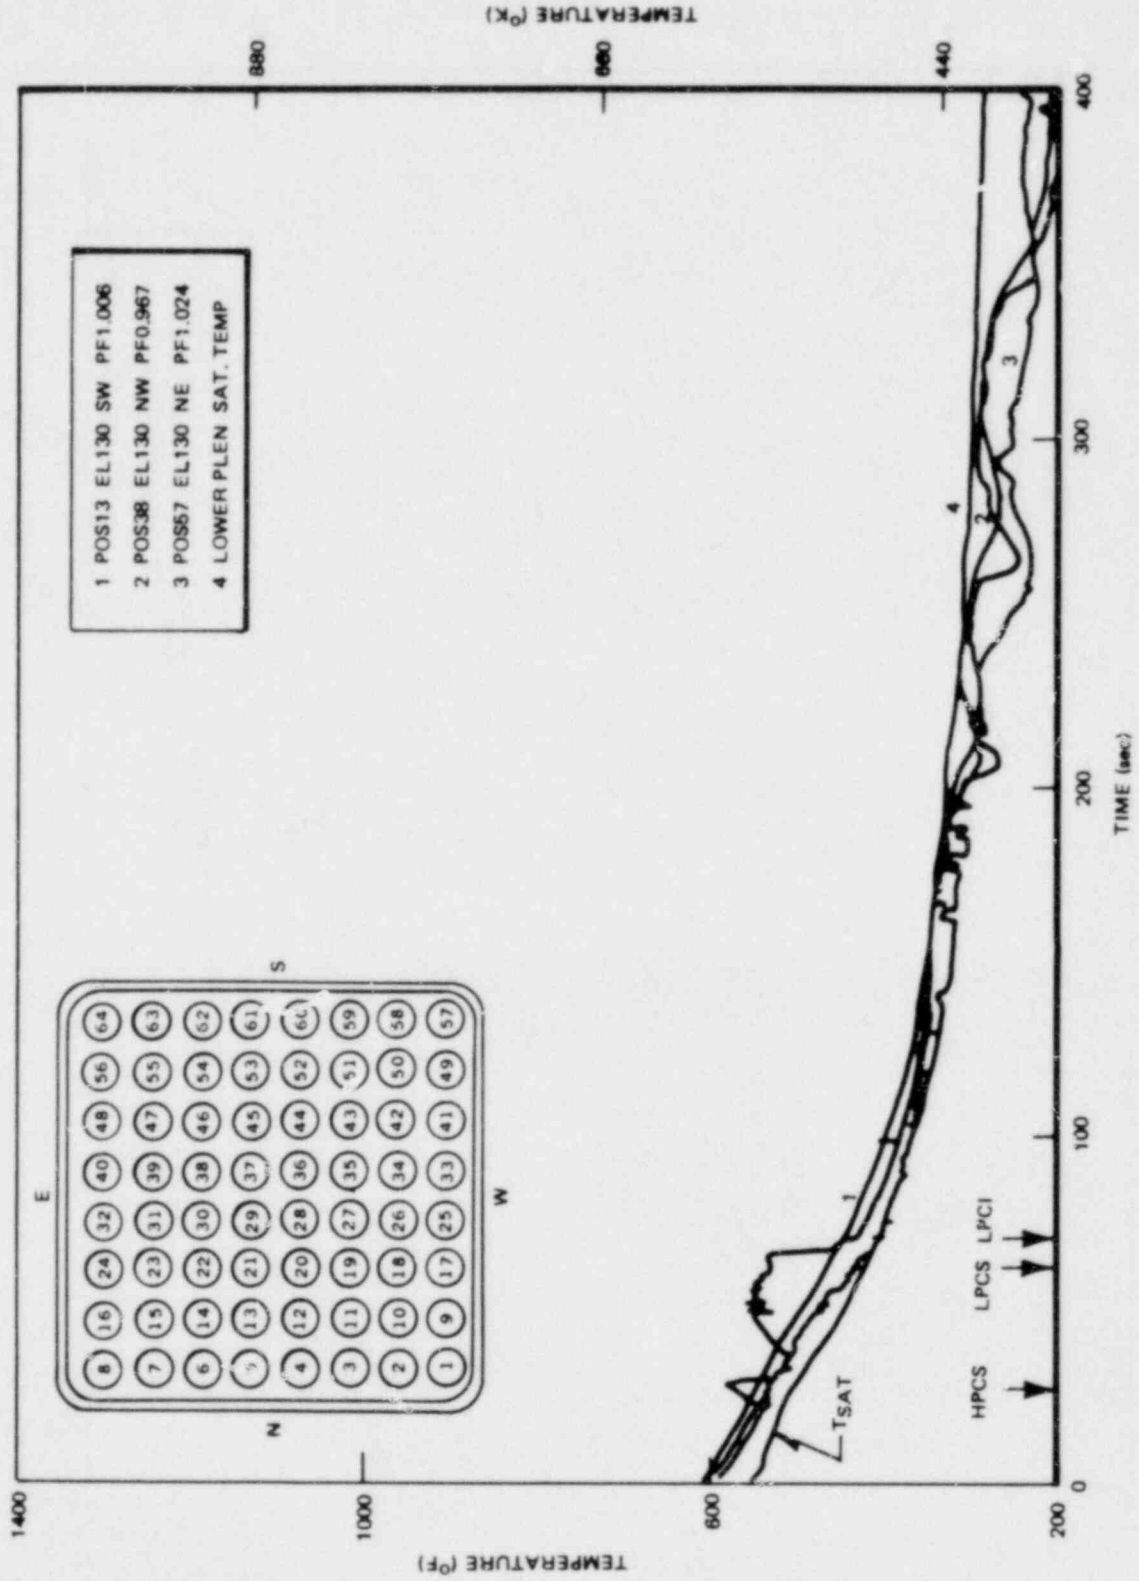 1400
1000
600
200
TEMPERATURE (°F)
E
8 16 24 32 40 48 56 64
7 15 23 31 39 47 55 63
6 14 22 30 38 46 54 62
5 13 21 29 37 45 53 61
4 12 20 28 36 44 52 60
3 11 19 27 35 43 51 59
2 10 18 26 34 42 50 58
1 9 17 25 33 41 49 57
N
S
W
1 POS13 EL130 SW PF1.006
2 POS38 EL130 NW PF0.967
3 POS57 EL130 NE PF1.024
4 LOWER PLEN SAT. TEMP
880
660
440
TEMPERATURE (°K)
TSAT
1
4
2
3
HPCS
LPCS
LPCI
0
100
200
300
400
TIME (sec)